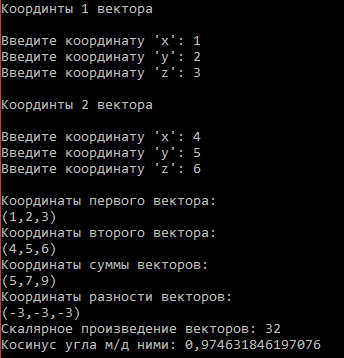 Координты 1 вектора
Введите координату 'x': 1
Введите координату 'y': 2
Введите координату 'z': 3
Координты 2 вектора
Введите координату 'x': 4
Введите координату 'y': 5
Введите координату 'z': 6
Координаты первого вектора:
(1,2,3)
Координаты второго вектора:
(4,5,6)
Координаты суммы векторов:
(5,7,9)
Координаты разности векторов:
(-3,-3,-3)
Скалярное произведение векторов: 32
Косинус угла м/д ними: 0,974631846197076